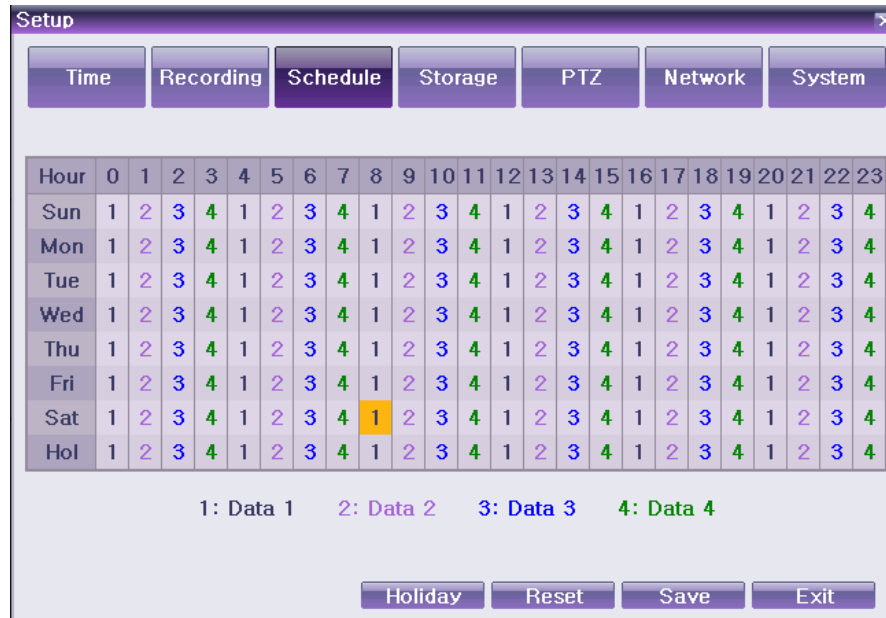 Setup
Time Recording Schedule Storage PTZ Network System
Hour 0 1 2 3 4 5 6 7 8 9 10 11 12 13 14 15 16 17 18 19 20 21 22 23
Sun 1 2 3 4 1 2 3 4 1 2 3 4 1 2 3 4 1 2 3 4 1 2 3 4
Mon 1 2 3 4 1 2 3 4 1 2 3 4 1 2 3 4 1 2 3 4 1 2 3 4
Tue 1 2 3 4 1 2 3 4 1 2 3 4 1 2 3 4 1 2 3 4 1 2 3 4
Wed 1 2 3 4 1 2 3 4 1 2 3 4 1 2 3 4 1 2 3 4 1 2 3 4
Thu 1 2 3 4 1 2 3 4 1 2 3 4 1 2 3 4 1 2 3 4 1 2 3 4
Fri 1 2 3 4 1 2 3 4 1 2 3 4 1 2 3 4 1 2 3 4 1 2 3 4
Sat 1 2 3 4 1 2 3 4 1 2 3 4 1 2 3 4 1 2 3 4 1 2 3 4
Hol 1 2 3 4 1 2 3 4 1 2 3 4 1 2 3 4 1 2 3 4 1 2 3 4
1: Data 1 2: Data 2 3: Data 3 4: Data 4
Holiday Reset Save Exit